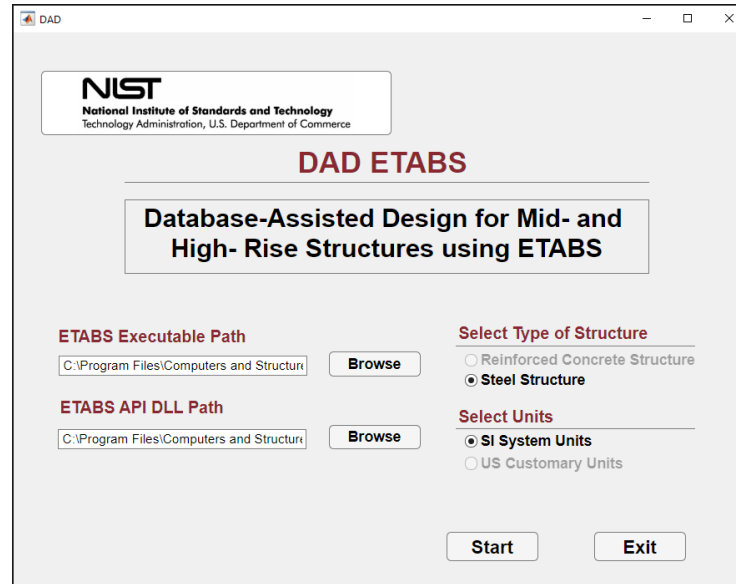 DAD
NIST
National Institute of Standards and Technology
Technology Administration, U.S. Department of Commerce
DAD ETABS
Database-Assisted Design for Mid- and
High- Rise Structures using ETABS
ETABS Executable Path
C:\Program Files\Computers and Structure
Browse
ETABS API DLL Path
C:\Program Files\Computers and Structure
Browse
Select Type of Structure
Reinforced Concrete Structure
Steel Structure
Select Units
SI System Units
US Customary Units
Start
Exit